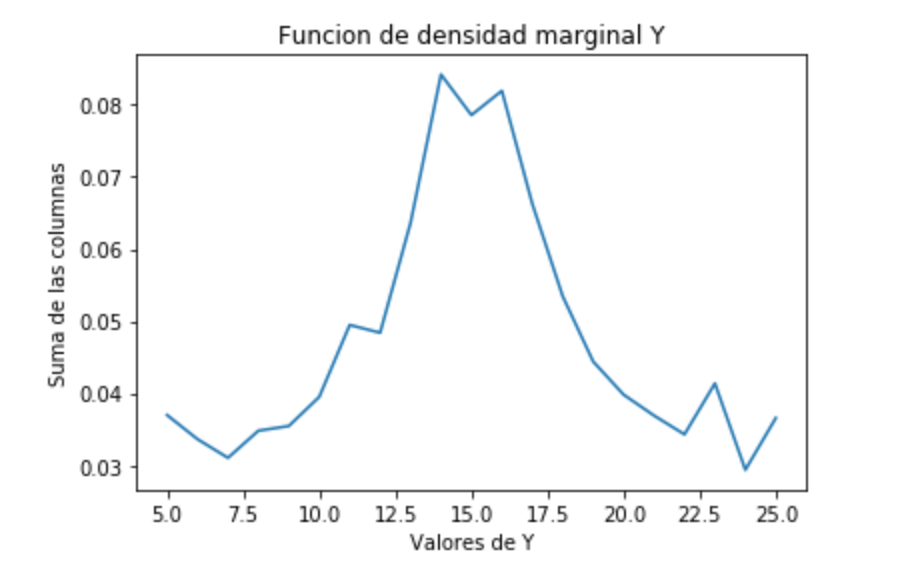 Funcion de densidad marginal Y
Suma de las columnas
0.08
0.07
0.06
0.05
0.04
0.03
5.0 7.5 10.0 12.5 15.0 17.5 20.0 22.5 25.0
Valores de Y